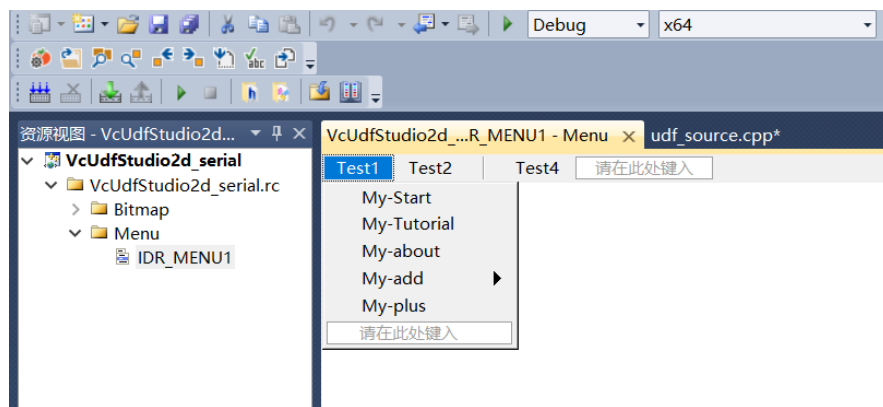 Debug
x64
abc
资源视图 - VcUdfStudio2d...
VcUdfStudio2d_...R_MENU1 - Menu
udf_source.cpp*
VcUdfStudio2d_serial
VcUdfStudio2d_serial.rc
Bitmap
Menu
IDR_MENU1
Test1 Test2 Test4 请在此处键入
My-Start
My-Tutorial
My-about
My-add
My-plus
请在此处键入